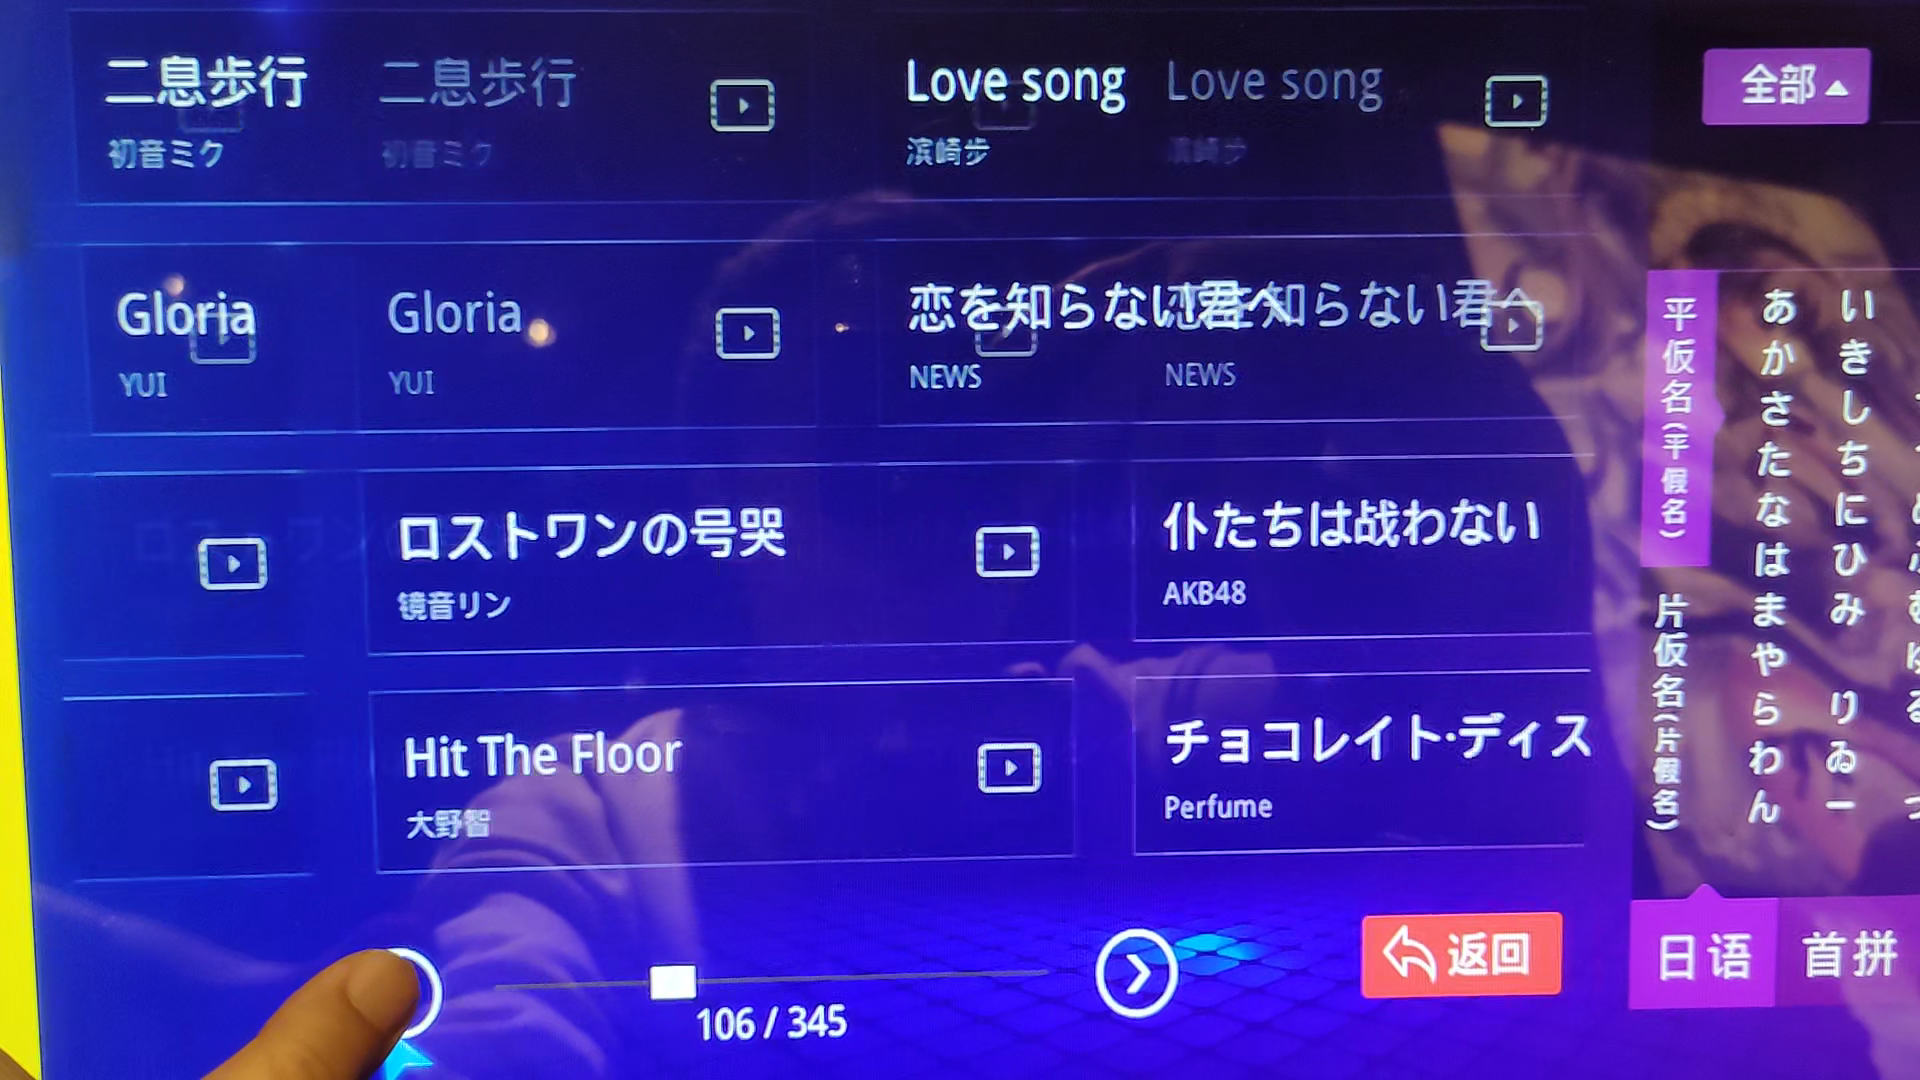 二息歩行
二息歩行
初音ミク
初音ミク
Love song
Love song
滨崎步
滨崎步
全部
Gloria
Gloria
YUI
YUI
恋を知らない君へ
恋を知らない君へ
NEWS
NEWS
ロストワンの号哭
镜音リン
仆たちは战わない
AKB48
Hit The Floor
大野智
チョコレイト·ディス
Perfume
平仮名(平假名)
片仮名(片假名)
あかさたなはまやらわん
いきしちにひみ りゐー
106 / 345
返回
日语
首拼